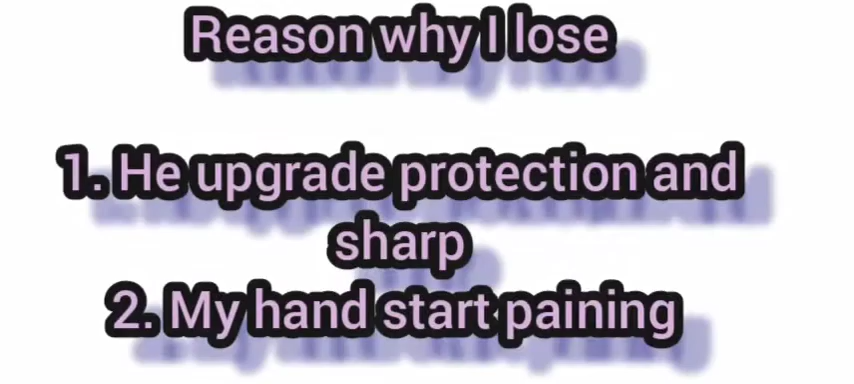 Reason why I lose
1. He upgrade protection and
sharp
2. My hand start paining